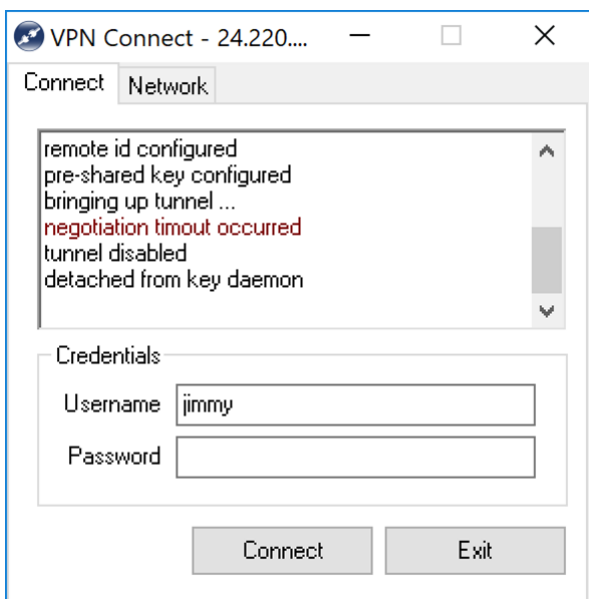 VPN Connect - 24.220....
Connect Network
remote id configured
pre-shared key configured
bringing up tunnel ...
negotiation timout occurred
tunnel disabled
detached from key daemon
Credentials
Username jimmy
Password
Connect Exit